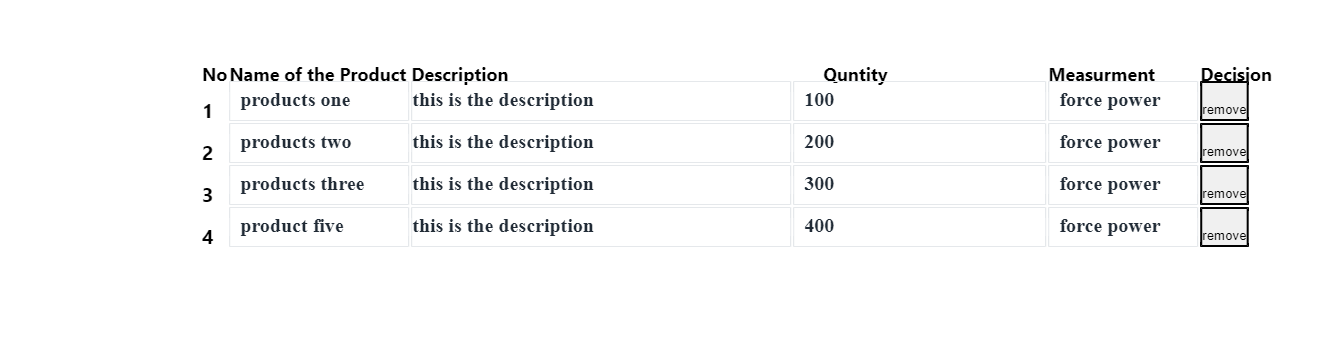 No Name of the Product Description Quntity Measurment Decision
1 products one this is the description 100 force power remove
2 products two this is the description 200 force power remove
3 products three this is the description 300 force power remove
4 product five this is the description 400 force power remove